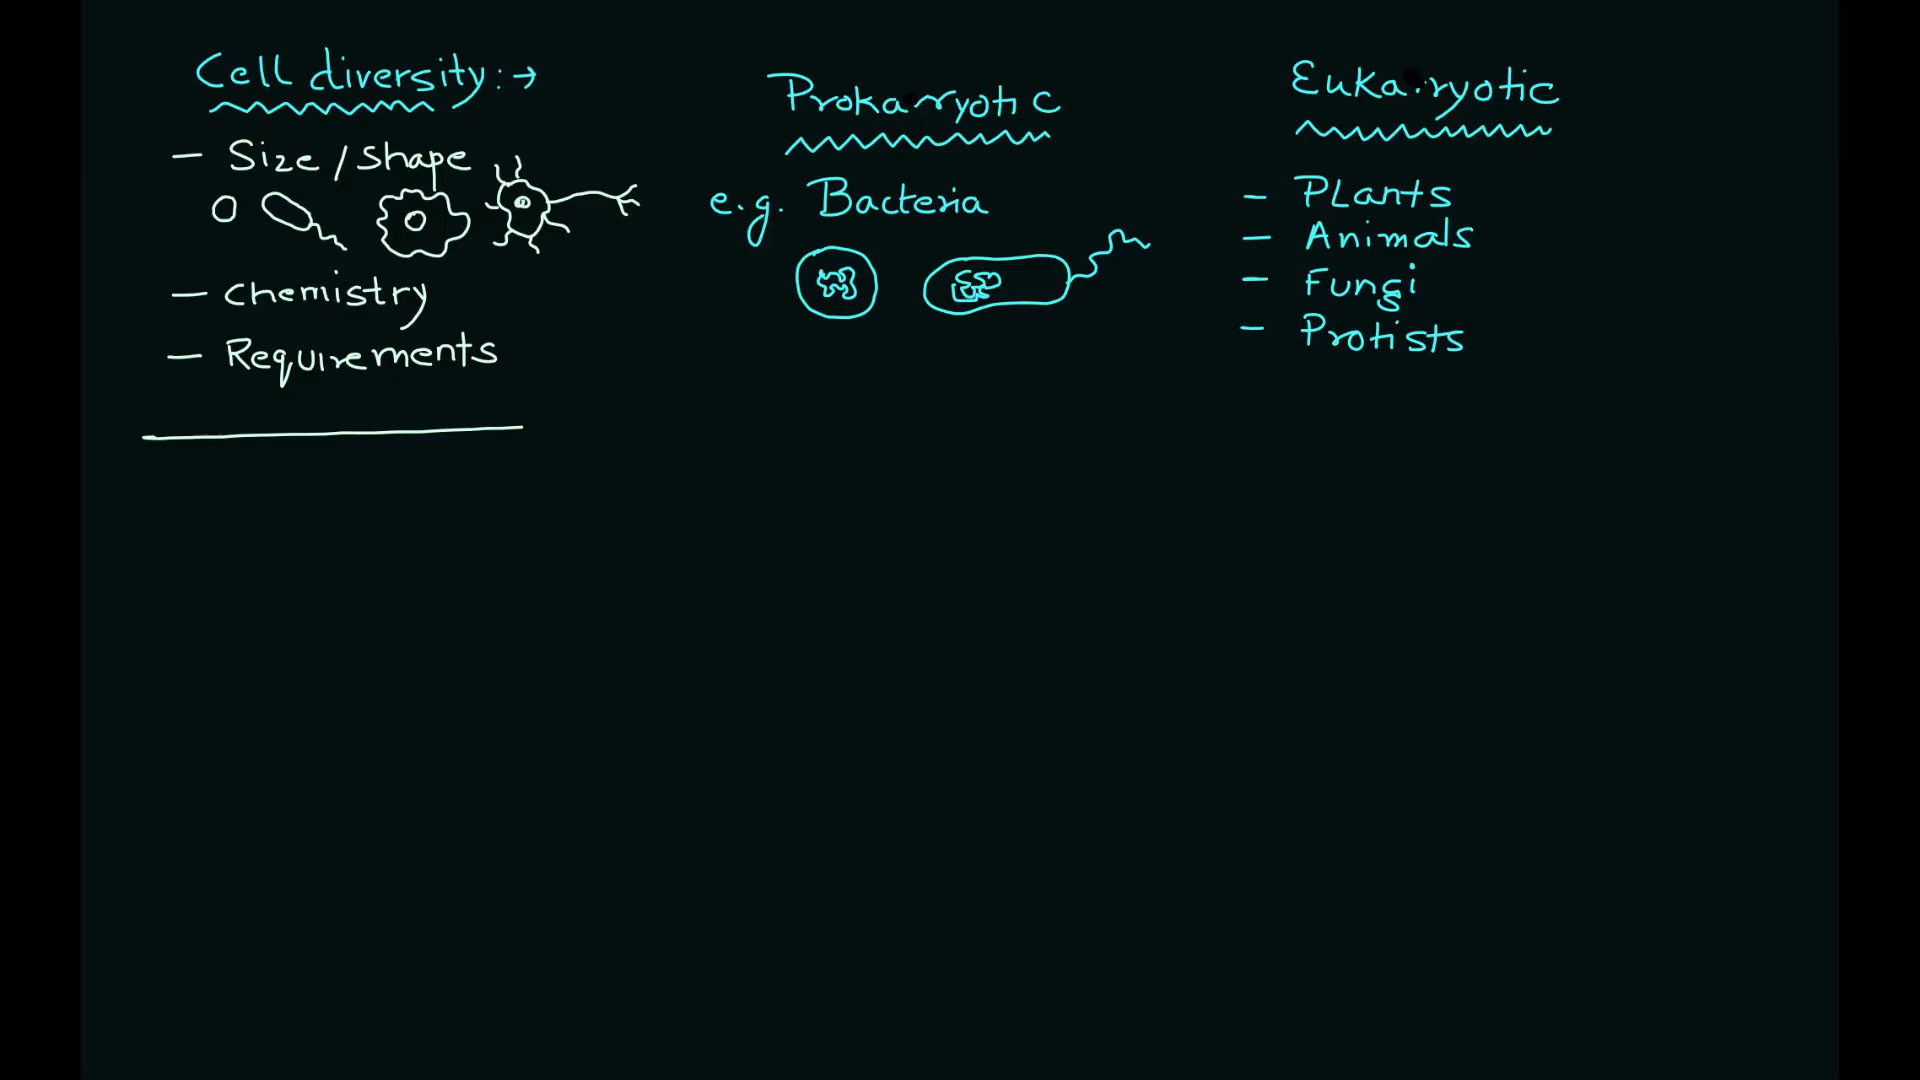 Cell diversity:→
- Size/shape
- Chemistry
- Requirements
Prokaryotic
e.g. Bacteria
Eukaryotic
- Plants
- Animals
- Fungi
- Protists